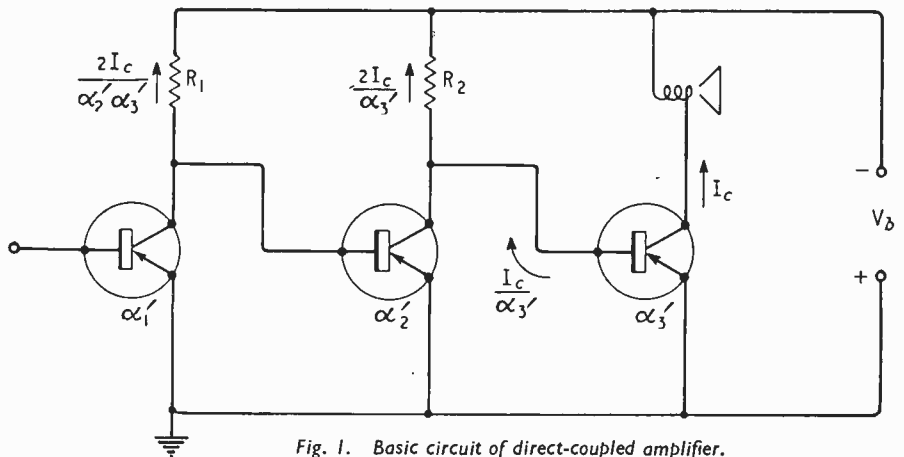 2Ic
α2′ α3′
R1
2Ic
α3′
R2
Ic
−
Vb
+
Ic
α3′
α1′
α2′
α3′
Fig. 1. Basic circuit of direct-coupled amplifier.